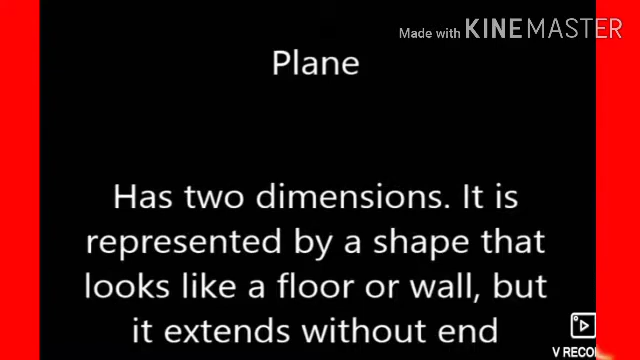 Made with KINEMASTER
Plane
Has two dimensions. It is
represented by a shape that
looks like a floor or wall, but
it extends without end
V RECO